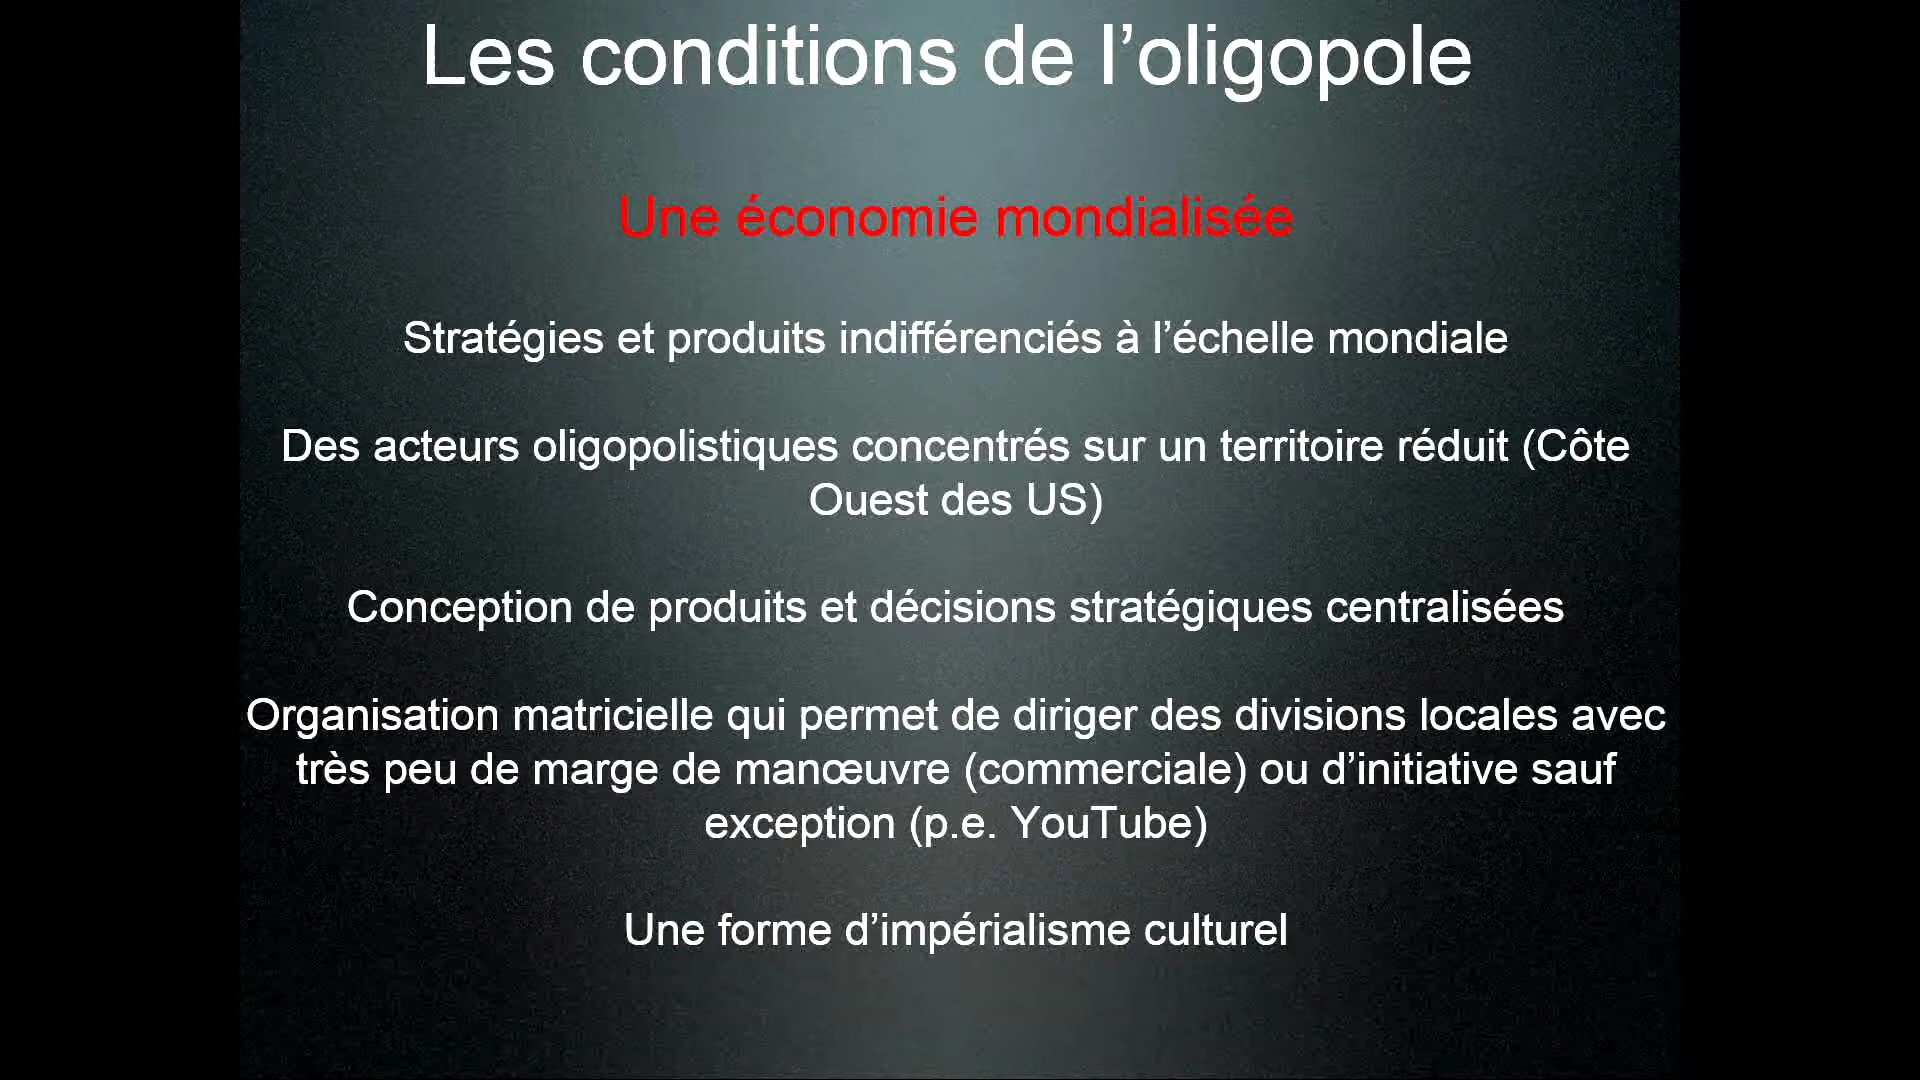 Les conditions de l’oligopole
Une économie mondialisée
Stratégies et produits indifférenciés à l’échelle mondiale
Des acteurs oligopolistiques concentrés sur un territoire réduit (Côte
Ouest des US)
Conception de produits et décisions stratégiques centralisées
Organisation matricielle qui permet de diriger des divisions locales avec
très peu de marge de manœuvre (commerciale) ou d’initiative sauf
exception (p.e. YouTube)
Une forme d’impérialisme culturel